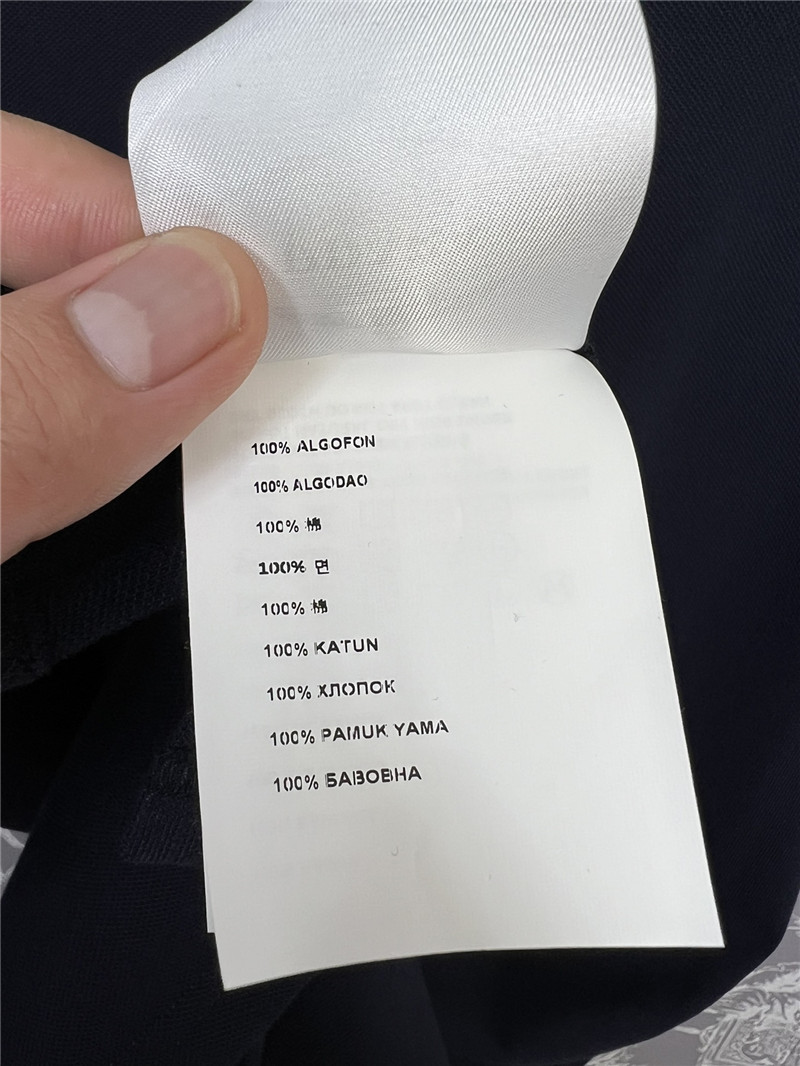 100% ALGOFON
100% ALGODAO
100% 棉
100% 면
100% 棉
100% KATUN
100% ХЛОПОК
100% PAMUK YAMA
100% БАВОВНА